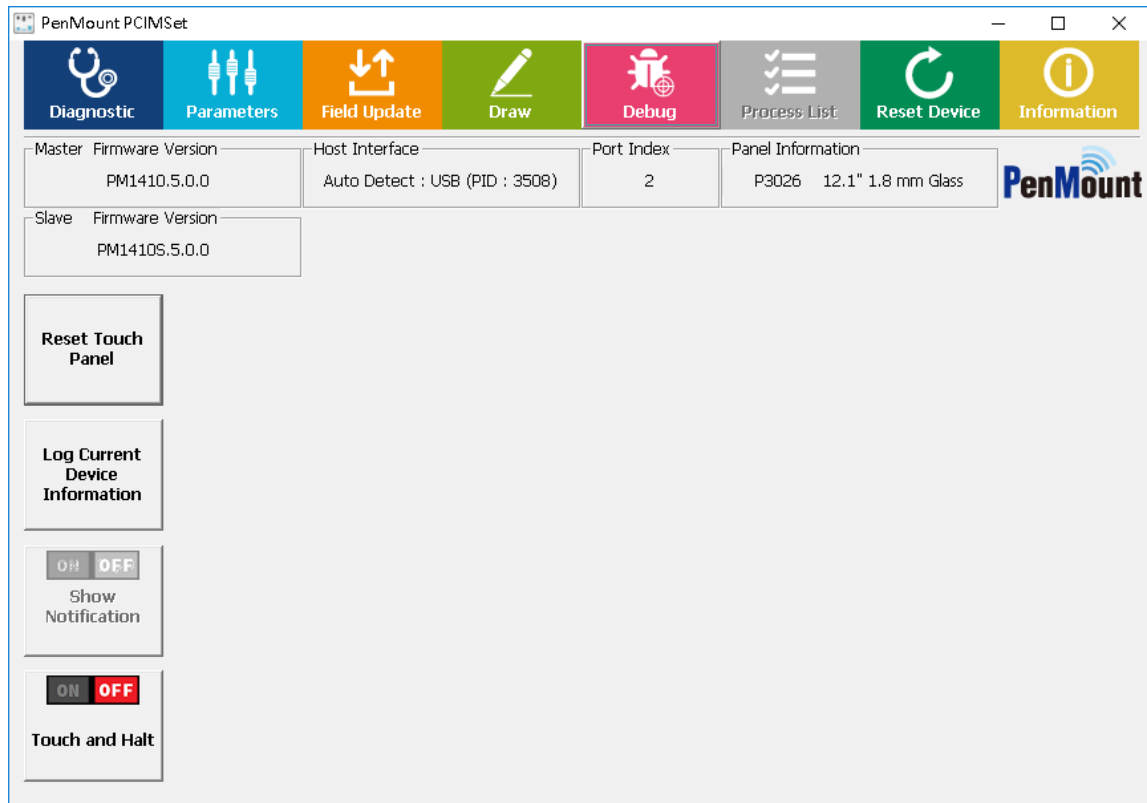 PenMount PCIMSet
Diagnostic
Parameters
Field Update
Draw
Debug
Process List
Reset Device
Information
Master Firmware Version
PM1410.5.0.0
Host Interface
Auto Detect : USB (PID : 3508)
Port Index
2
Panel Information
P3026 12.1" 1.8 mm Glass
PenMount
Slave Firmware Version
PM1410S.5.0.0
Reset Touch
Panel
Log Current
Device
Information
ON OFF
Show
Notification
ON OFF
Touch and Halt